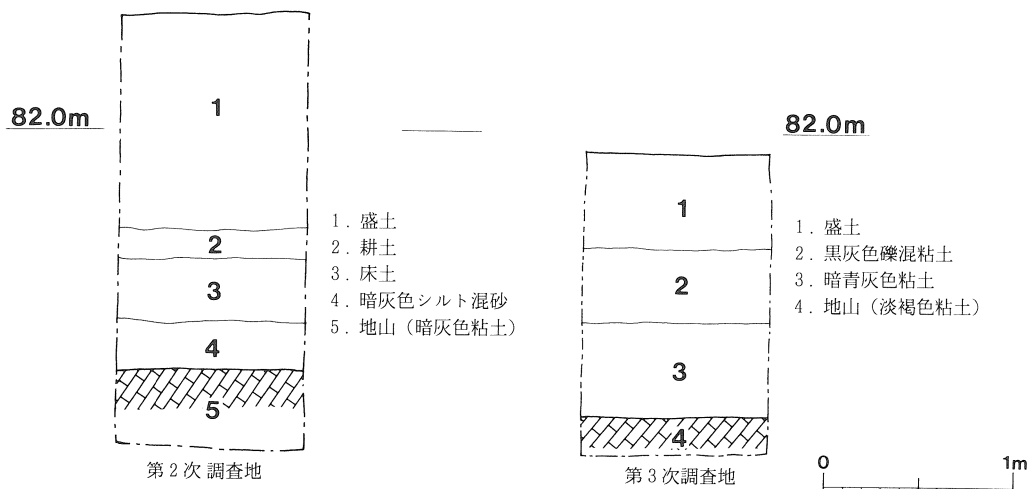 82.0m
1
2
3
4
5
1. 盛土
2. 耕土
3. 床土
4. 暗灰色シルト混砂
5. 地山（暗灰色粘土）
第2次 調査地
82.0m
1
2
3
4
1. 盛土
2. 黒灰色礫混粘土
3. 暗青灰色粘土
4. 地山（淡褐色粘土）
第3次調査地
0 1m